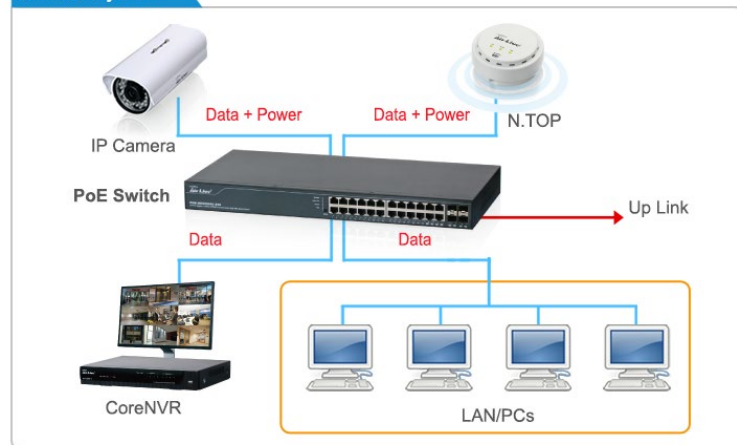 Data + Power
Data + Power
N.TOP
IP Camera
PoE Switch
Up Link
Data
Data
CoreNVR
LAN/PCs